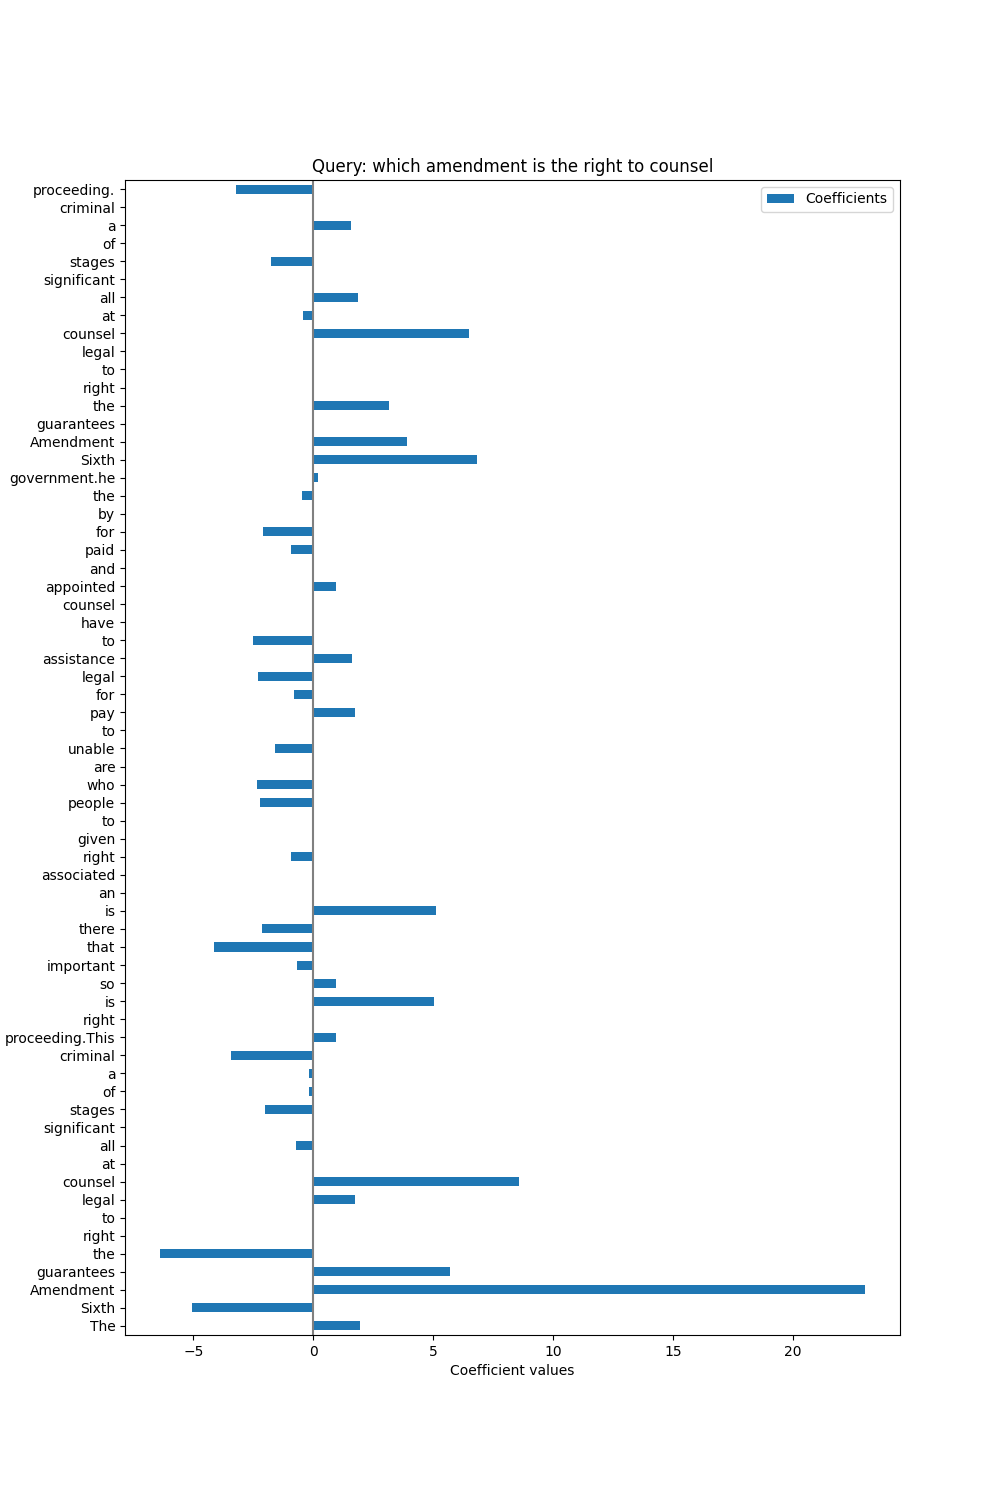 Query: which amendment is the right to counsel
Coefficients
proceeding.
criminal
a
of
stages
significant
all
at
counsel
legal
to
right
the
guarantees
Amendment
Sixth
government.he
the
by
for
paid
and
appointed
counsel
have
to
assistance
legal
for
pay
to
unable
are
who
people
to
given
right
associated
an
is
there
that
important
so
is
right
proceeding.This
criminal
a
of
stages
significant
all
at
counsel
legal
to
right
the
guarantees
Amendment
Sixth
The
−5 0 5 10 15 20
Coefficient values